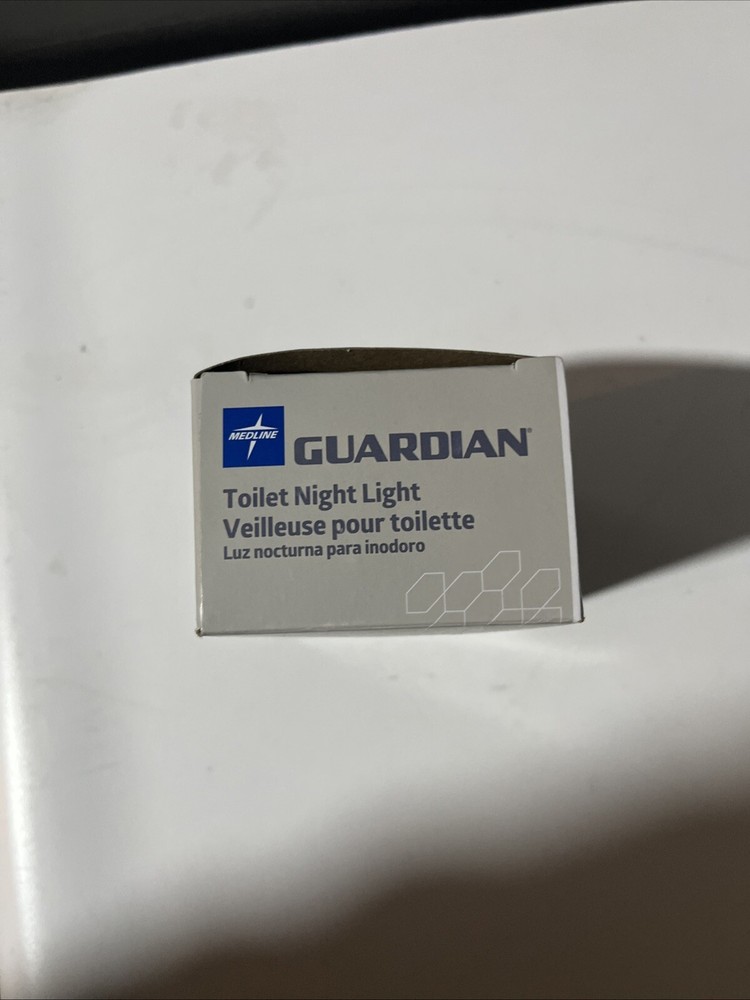 MEDLINE
GUARDIAN®
Toilet Night Light
Veilleuse pour toilette
Luz nocturna para inodoro